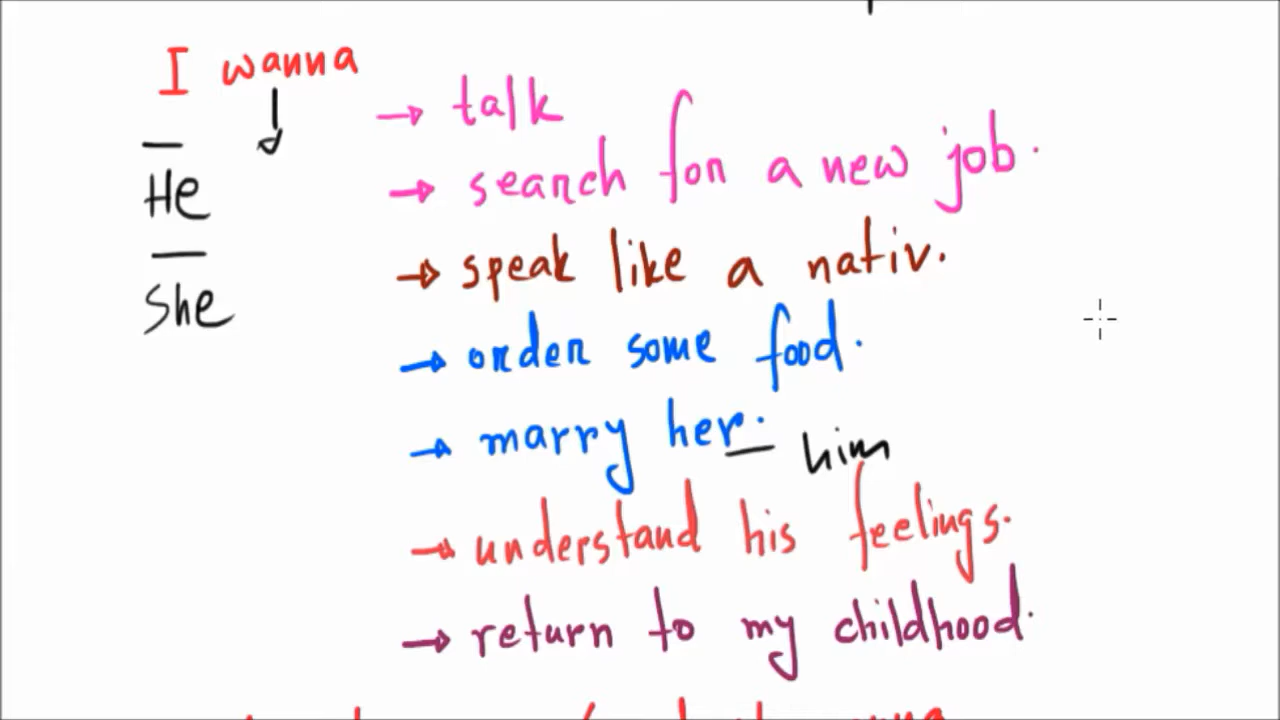 I wanna
→ talk
He
→ search for a new job.
She
→ speak like a nativ.
→ order some food.
→ marry her. him
→ understand his feelings.
→ return to my childhood.